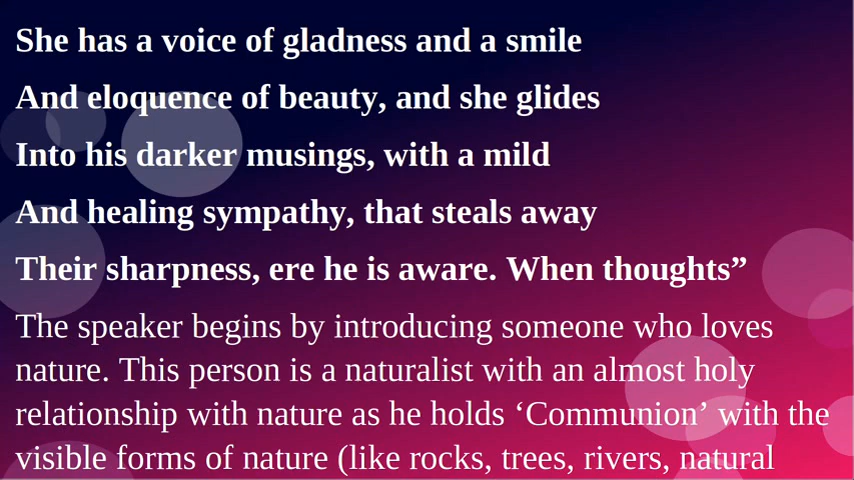 She has a voice of gladness and a smile
And eloquence of beauty, and she glides
Into his darker musings, with a mild
And healing sympathy, that steals away
Their sharpness, ere he is aware. When thoughts”
The speaker begins by introducing someone who loves
nature. This person is a naturalist with an almost holy
relationship with nature as he holds ‘Communion’ with the
visible forms of nature (like rocks, trees, rivers, natural